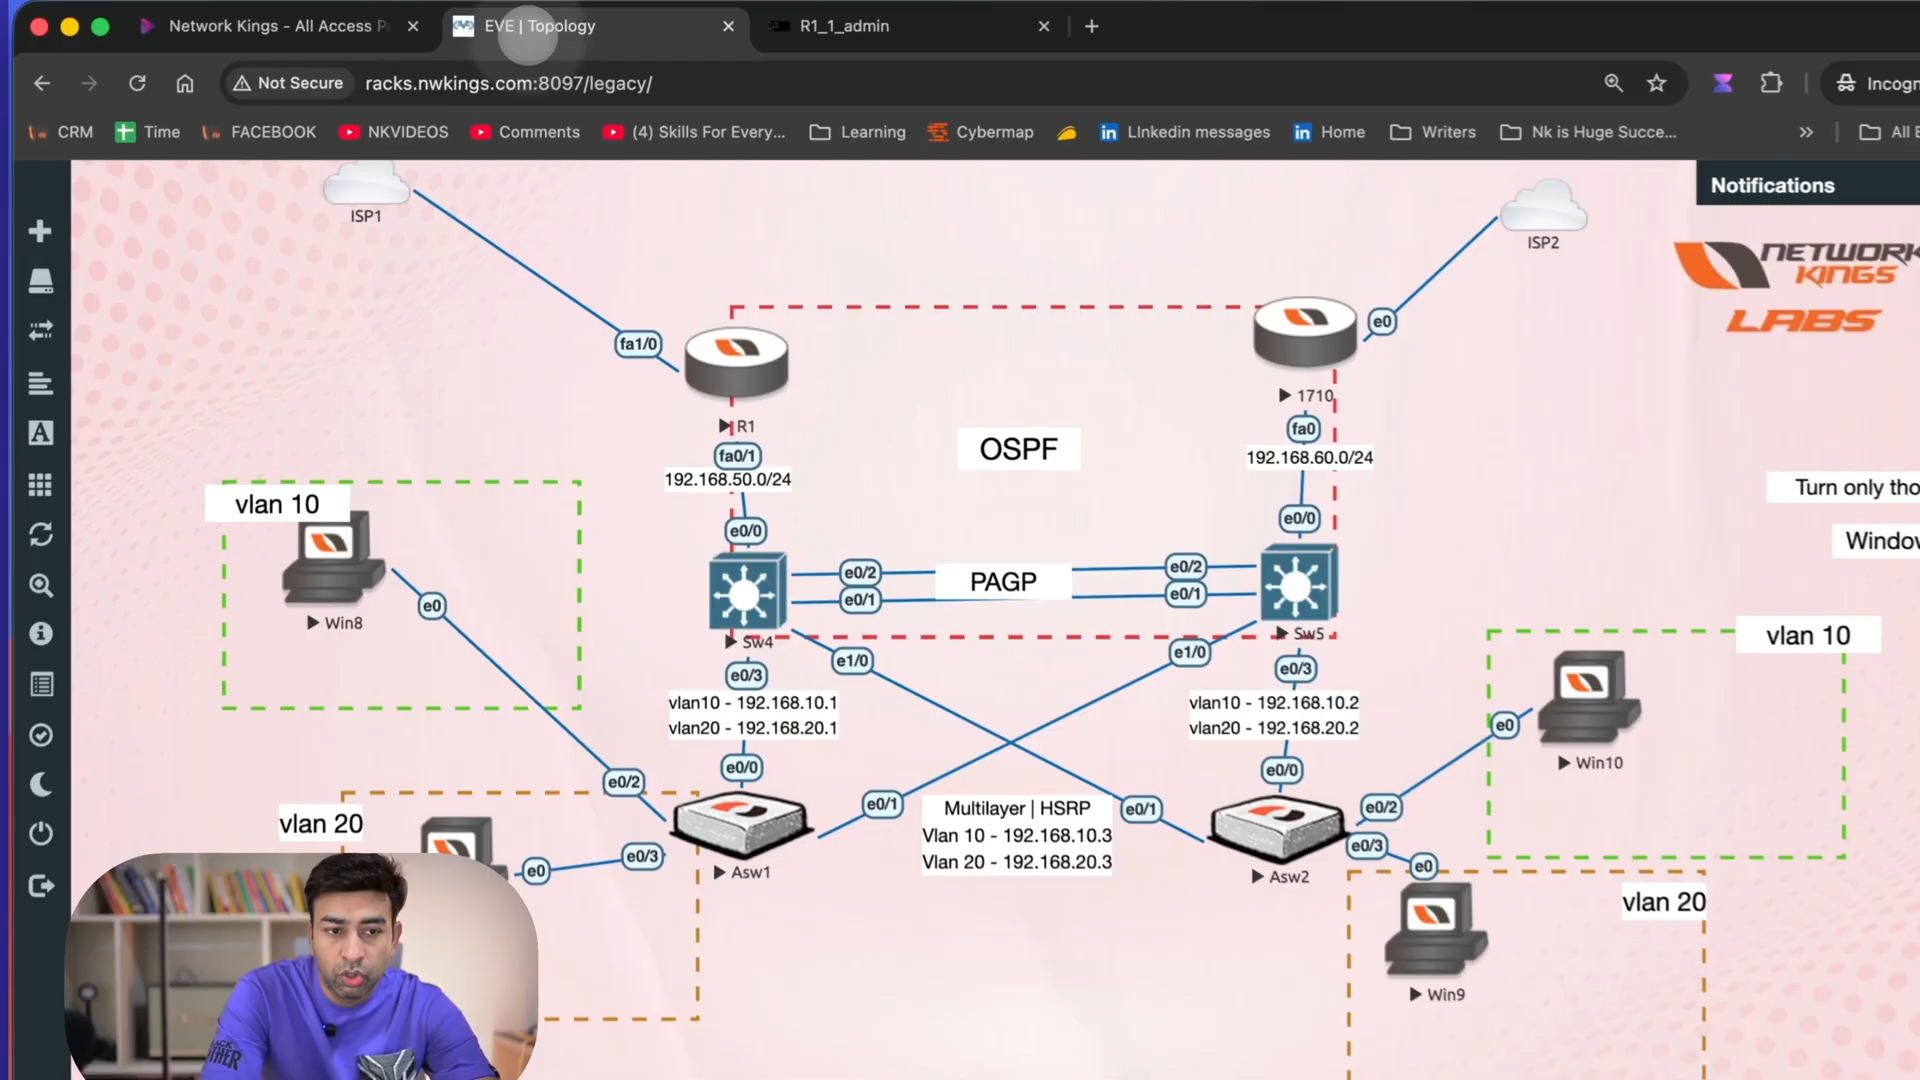 Network Kings - All Access P
EVE | Topology
R1_1_admin
Not Secure
racks.nwkings.com:8097/legacy/
Incogn
CRM
Time
FACEBOOK
NKVIDEOS
Comments
(4) Skills For Every...
Learning
Cybermap
LInkedin messages
Home
Writers
Nk is Huge Succe...
All B
Notifications
ISP1
ISP2
NETWORK
KINGS
LABS
fa1/0
e0
R1
1710
fa0/1
fa0
192.168.50.0/24
192.168.60.0/24
OSPF
Turn only tho
Window
vlan 10
e0/0
e0/0
e0/2
e0/2
PAGP
e0/1
e0/1
Win8
e0
Sw4
Sw5
vlan 10
e1/0
e1/0
e0/3
e0/3
vlan10 - 192.168.10.1
vlan20 - 192.168.20.1
vlan10 - 192.168.10.2
vlan20 - 192.168.20.2
e0
Win10
e0/0
e0/0
e0/2
e0/1
Multilayer | HSRP
Vlan 10 - 192.168.10.3
Vlan 20 - 192.168.20.3
e0/1
e0/2
vlan 20
e0/3
e0
e0/3
e0
Asw1
Asw2
vlan 20
Win9